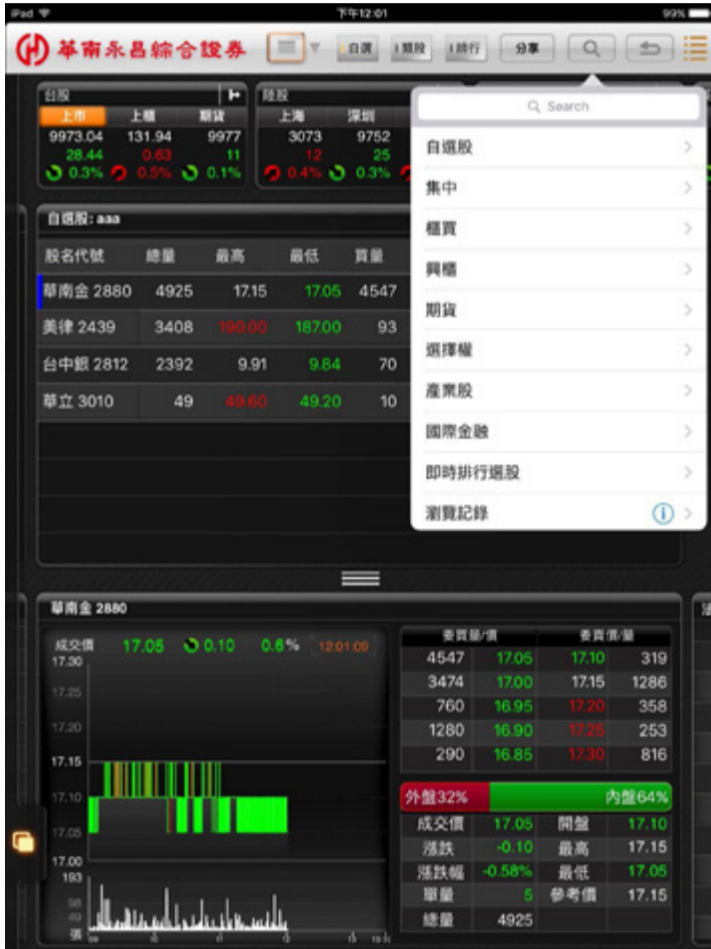 iPad 下午12:01 99%
華南永昌綜合證券 自選 類股 排行 分享
台股 陸股
上市 上櫃 期貨 上海 深圳
9973.04 131.94 9977 3073 9752
28.44 0.63 11 12 25
0.3% 0.5% 0.1% 0.4% 0.3%
Search
自選股
集中
櫃買
興櫃
期貨
選擇權
產業股
國際金融
即時排行選股
瀏覽記錄
自選股: aaa
股名代號 總量 最高 最低 買量
華南金 2880 4925 17.15 17.05 4547
美律 2439 3408 190.00 187.00 93
台中銀 2812 2392 9.91 9.84 70
華立 3010 49 49.60 49.20 10
華南金 2880
成交價 17.05 0.10 0.6% 12:01:09
17.30
17.25
17.20
17.15
17.10
17.05
17.00
193
98
49
張 09 10 11 12 13
委買量/價 委賣價/量
4547 17.05 17.10 319
3474 17.00 17.15 1286
760 16.95 17.20 358
1280 16.90 17.25 253
290 16.85 17.30 816
外盤32% 內盤64%
成交價 17.05 開盤 17.10
漲跌 -0.10 最高 17.15
漲跌幅 -0.58% 最低 17.05
單量 5 參考價 17.15
總量 4925